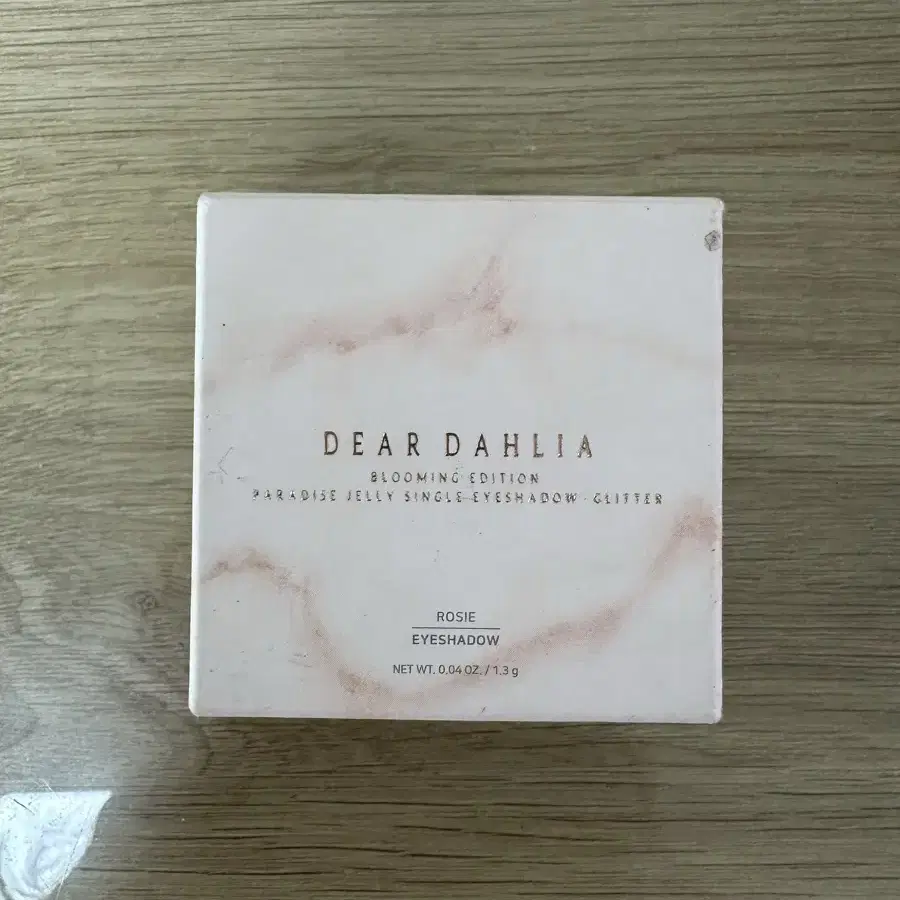 DEAR DAHLIA
BLOOMING EDITION
PARADISE JELLY SINGLE EYESHADOW · GLITTER
ROSIE
EYESHADOW
NET WT. 0.04 OZ. / 1.3 g